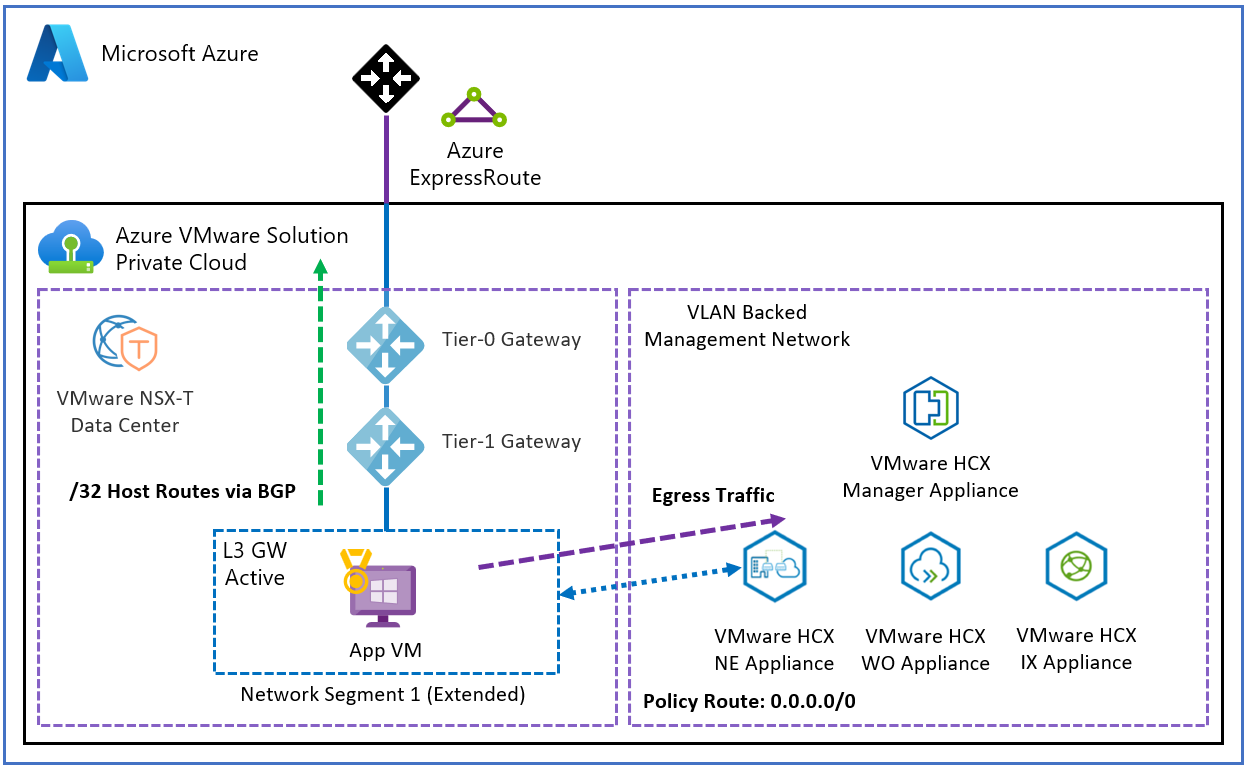 Microsoft Azure
Azure
ExpressRoute
Azure VMware Solution
Private Cloud
VMware NSX-T
Data Center
Tier-0 Gateway
Tier-1 Gateway
/32 Host Routes via BGP
L3 GW
Active
App VM
Network Segment 1 (Extended)
VLAN Backed
Management Network
VMware HCX
Manager Appliance
Egress Traffic
VMware HCX
NE Appliance
VMware HCX
WO Appliance
VMware HCX
IX Appliance
Policy Route: 0.0.0.0/0